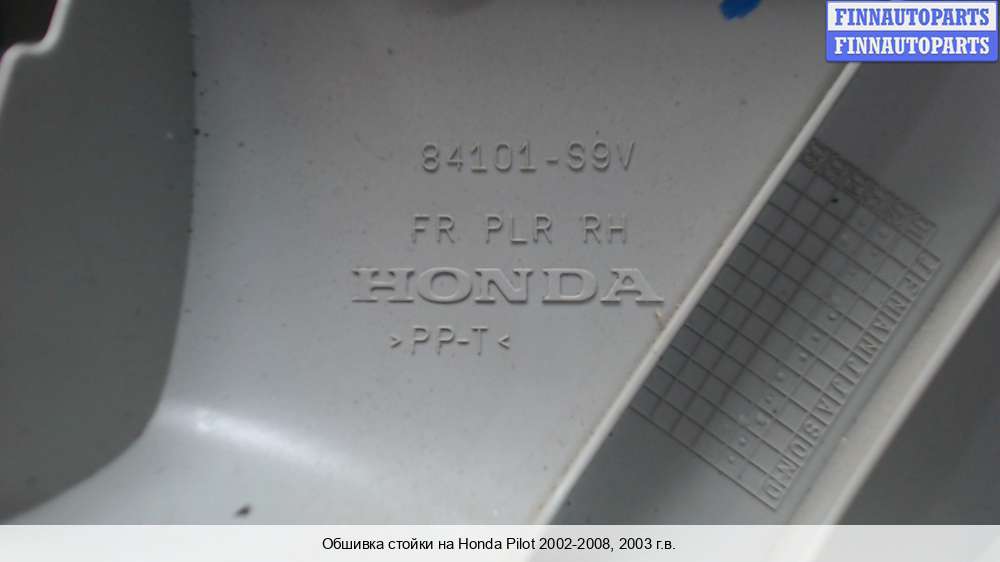 FINNAUTOPARTS
FINNAUTOPARTS
84101-S9V
FR PLR RH
HONDA
>PP-T<
J F M A M J J A S O N D
Обшивка стойки на Honda Pilot 2002-2008, 2003 г.в.